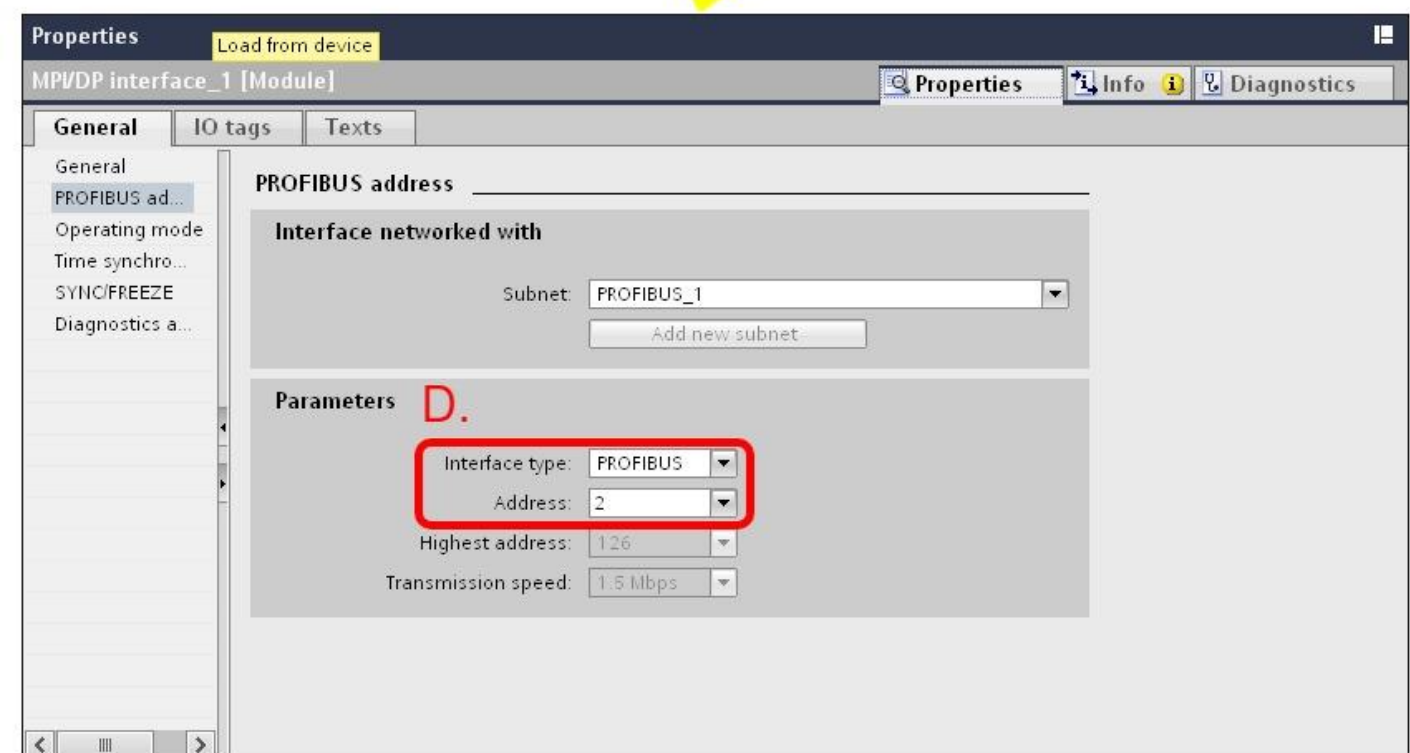 Properties
Load from device
MPI/DP interface_1 [Module]
Properties Info Diagnostics
General IO tags Texts
General
PROFIBUS ad...
Operating mode
Time synchro...
SYNC/FREEZE
Diagnostics a...
PROFIBUS address
Interface networked with
Subnet: PROFIBUS_1
Add new subnet
Parameters D.
Interface type: PROFIBUS
Address: 2
Highest address: 126
Transmission speed: 1.5 Mbps